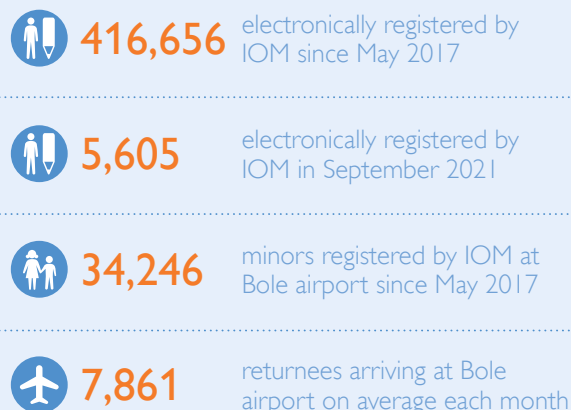 416,656 electronically registered by
IOM since May 2017
5,605 electronically registered by
IOM in September 2021
34,246 minors registered by IOM at
Bole airport since May 2017
7,861 returnees arriving at Bole
airport on average each month